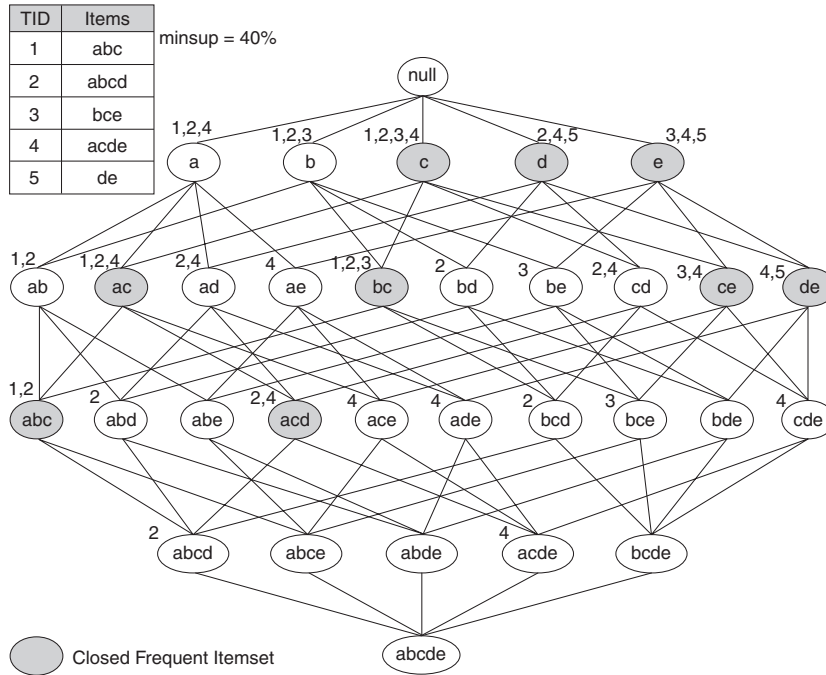 TID Items
1 abc
2 abcd
3 bce
4 acde
5 de
minsup = 40%
null
1,2,4 1,2,3 1,2,3,4 2,4,5 3,4,5
a b c d e
1,2 1,2,4 2,4 4 1,2,3 2 3 2,4 3,4 4,5
ab ac ad ae bc bd be cd ce de
1,2 2 2,4 4 4 2 3 4
abc abd abe acd ace ade bcd bce bde cde
2 4
abcd abce abde acde bcde
abcde
Closed Frequent Itemset